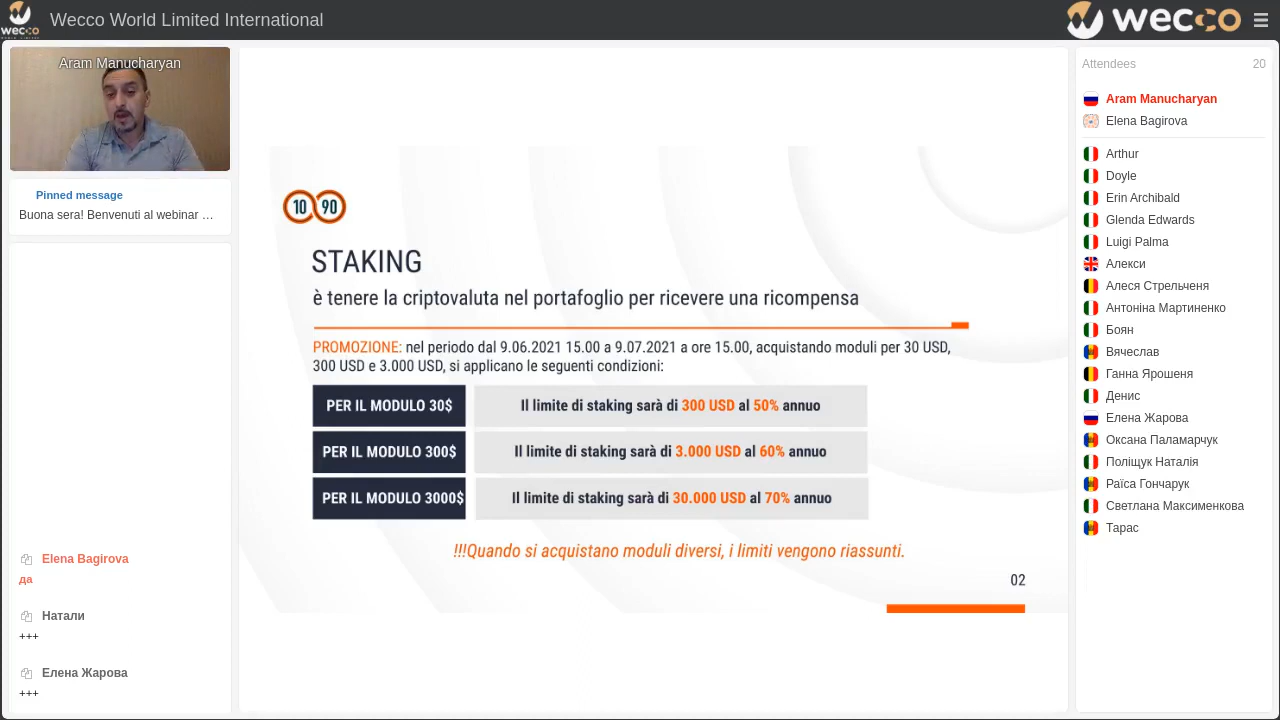 wecco
Wecco World Limited International
wecco
Aram Manucharyan
Pinned message
Buona sera! Benvenuti al webinar …
Elena Bagirova
да
Натали
+++
Елена Жарова
+++
10 90
STAKING
è tenere la criptovaluta nel portafoglio per ricevere una ricompensa
PROMOZIONE: nel periodo dal 9.06.2021 15.00 a 9.07.2021 a ore 15.00, acquistando moduli per 30 USD,
300 USD e 3.000 USD, si applicano le seguenti condizioni:
PER IL MODULO 30$ Il limite di staking sarà di 300 USD al 50% annuo
PER IL MODULO 300$ Il limite di staking sarà di 3.000 USD al 60% annuo
PER IL MODULO 3000$ Il limite di staking sarà di 30.000 USD al 70% annuo
!!!Quando si acquistano moduli diversi, i limiti vengono riassunti.
02
Attendees 20
Aram Manucharyan
Elena Bagirova
Arthur
Doyle
Erin Archibald
Glenda Edwards
Luigi Palma
Алекси
Алеся Стрельченя
Антоніна Мартиненко
Боян
Вячеслав
Ганна Ярошеня
Денис
Елена Жарова
Оксана Паламарчук
Поліщук Наталія
Раїса Гончарук
Светлана Максименкова
Тарас